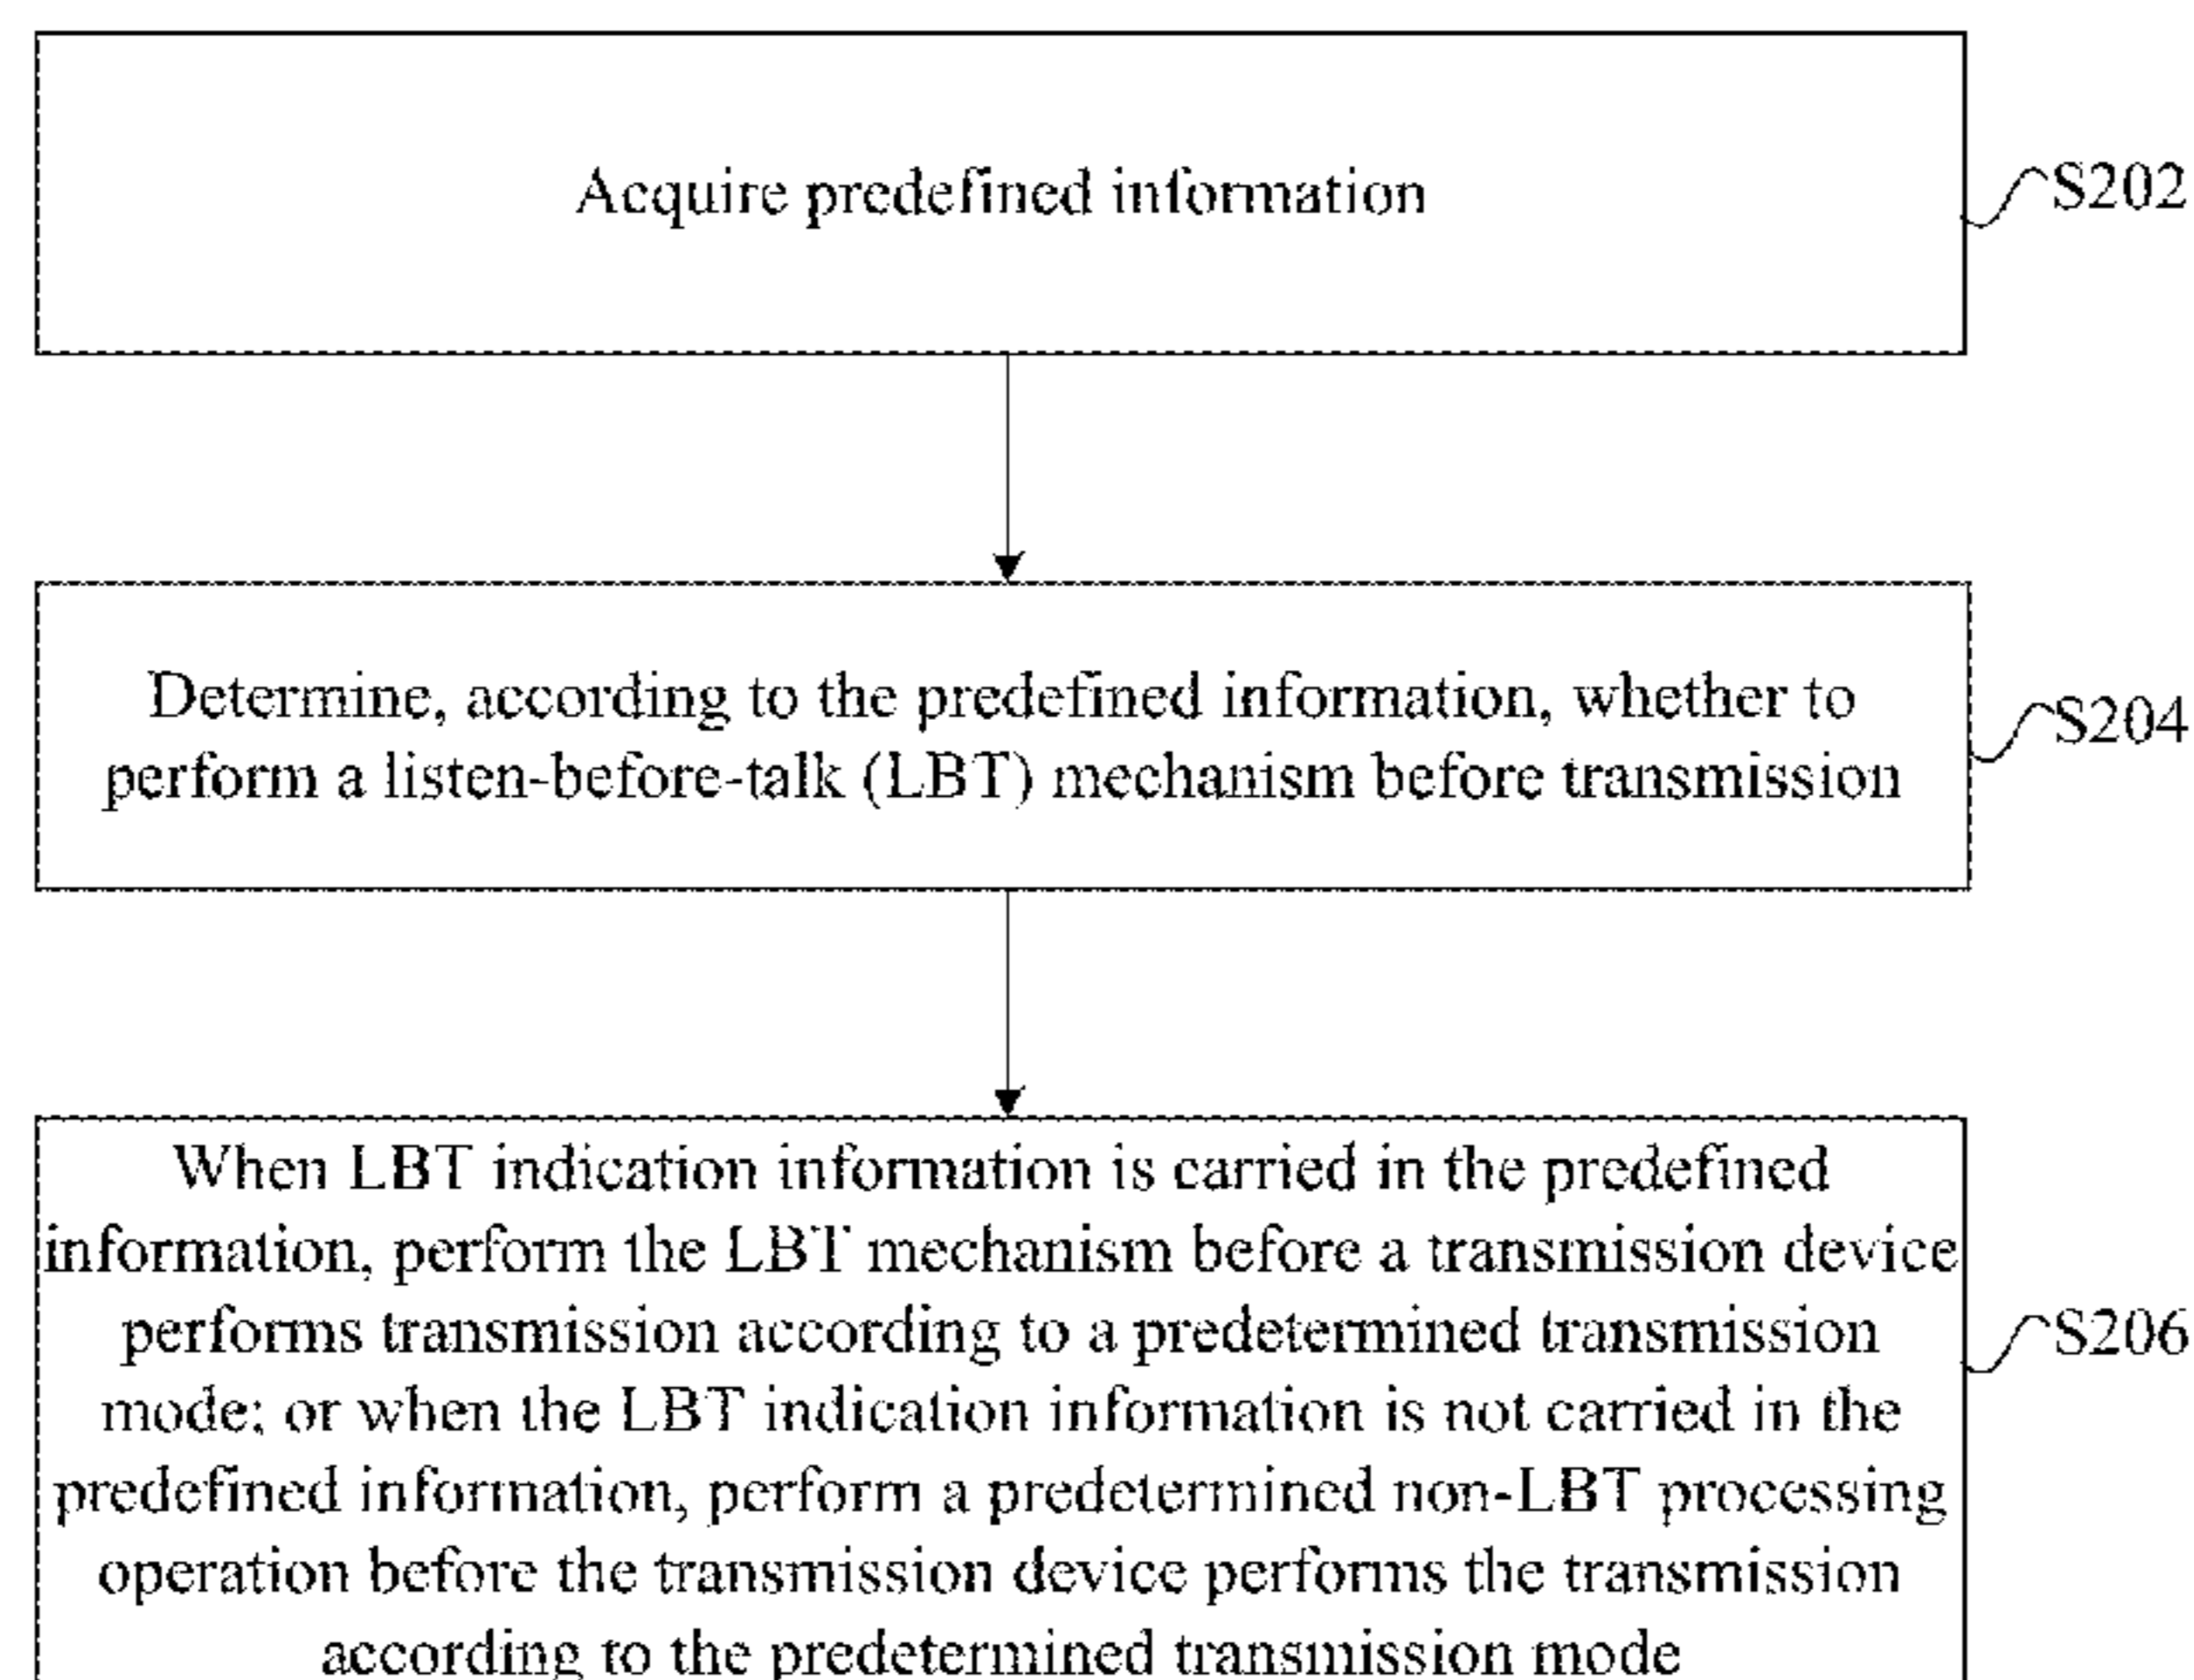 Acquire predefined information
S202
Determine, according to the predefined information, whether to
perform a listen-before-talk (LBT) mechanism before transmission
S204
When LBT indication information is carried in the predefined
information, perform the LBT mechanism before a transmission device
performs transmission according to a predetermined transmission
mode; or when the LBT indication information is not carried in the
predefined information, perform a predetermined non-LBT processing
operation before the transmission device performs the transmission
according to the predetermined transmission mode
S206